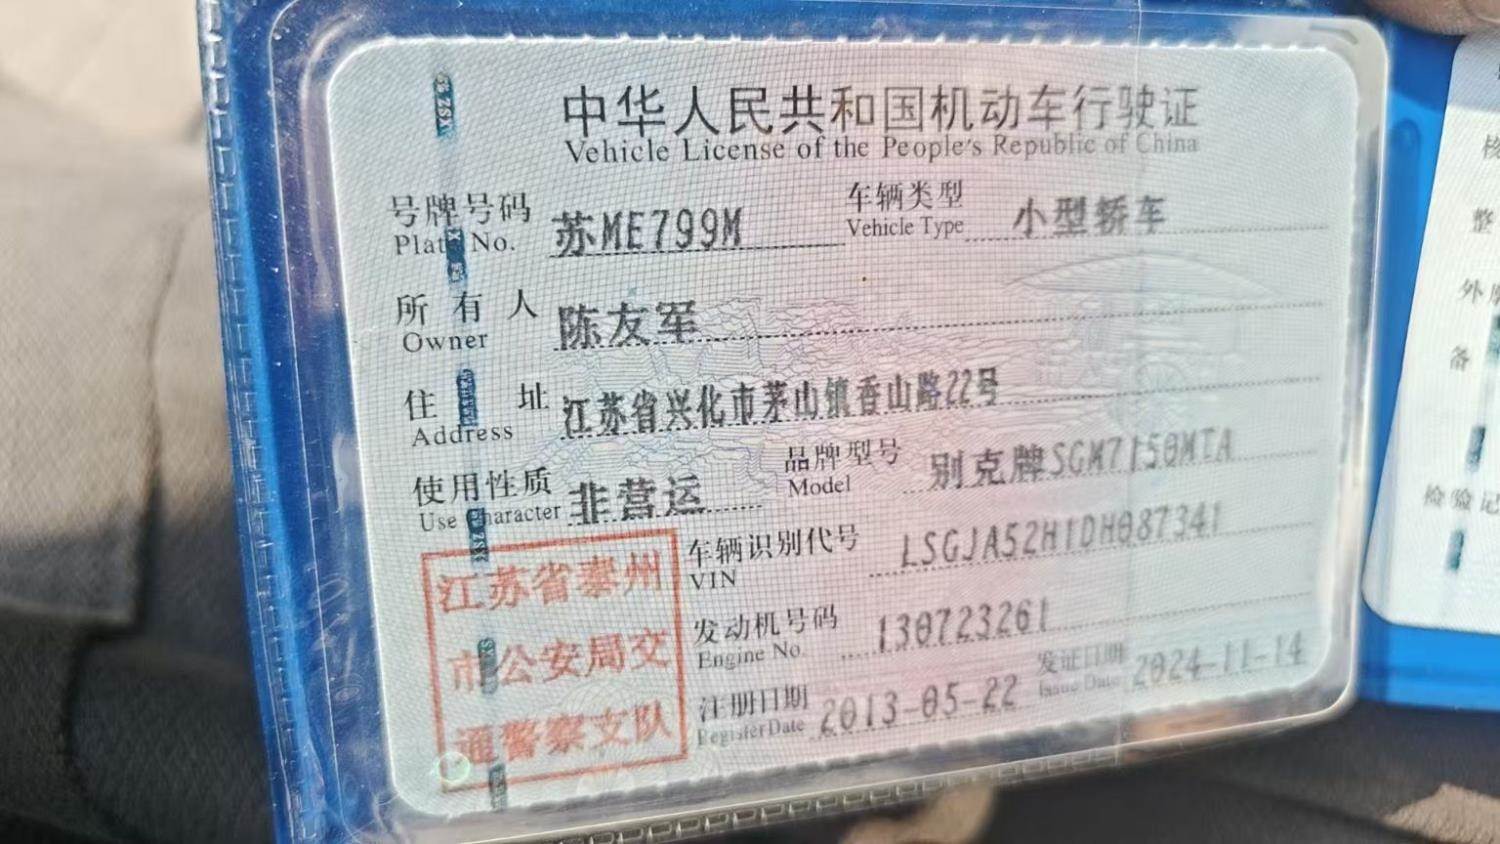 中华人民共和国机动车行驶证
Vehicle License of the People's Republic of China
号牌号码 苏ME799M 车辆类型 小型轿车
Plate No. Vehicle Type
所有人 陈友军
Owner
住址 江苏省兴化市茅山镇香山路22号
Address
使用性质 非营运 品牌型号 别克牌SGM7150MTA
Use Character Model
车辆识别代号 LSGJA52H1DH087341
VIN
发动机号码 130723261
Engine No.
注册日期 2013-05-22 发证日期 2024-11-14
Register Date Issue Date
江苏省泰州
市公安局交
通警察支队
核
整
外
备
检验记